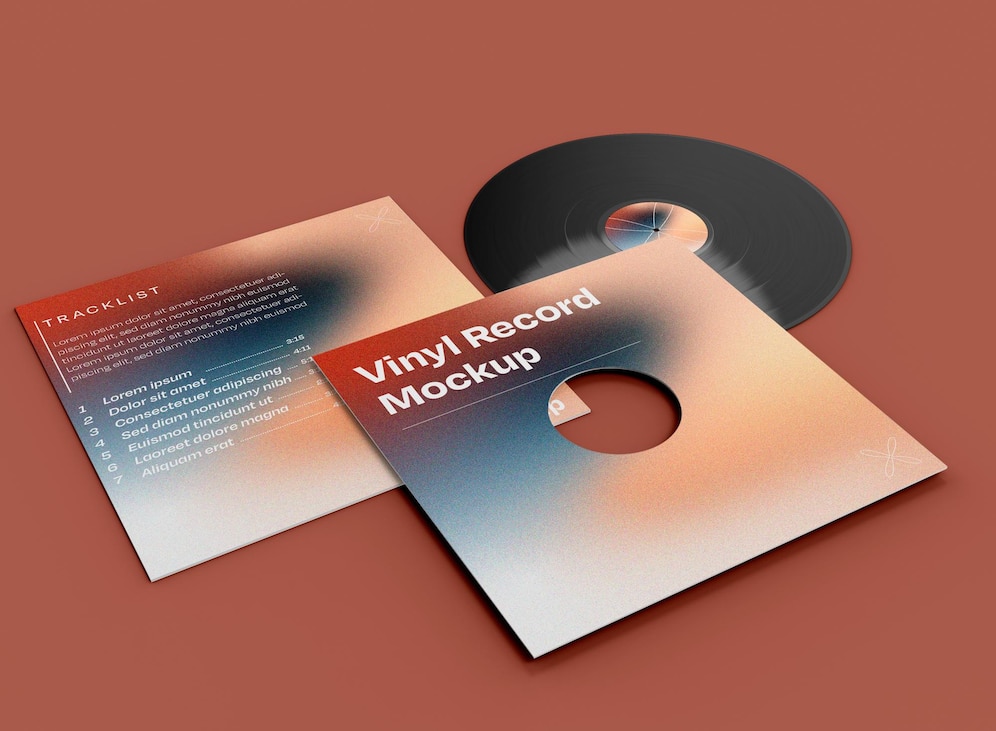 TRACKLIST
Lorem ipsum dolor sit amet, consectetuer adi-
piscing elit, sed diam nonummy nibh euismod
tincidunt ut laoreet dolore magna aliquam erat
Lorem ipsum dolor sit amet, consectetuer adi-
piscing elit, sed diam nonummy nibh euismod
1 Lorem ipsum 3:15
2 Dolor sit amet 4:11
3 Consectetuer adipiscing
4 Sed diam nonummy nibh
5 Euismod tincidunt ut
6 Laoreet dolore magna
7 Aliquam erat
Vinyl Record
Mockup
p